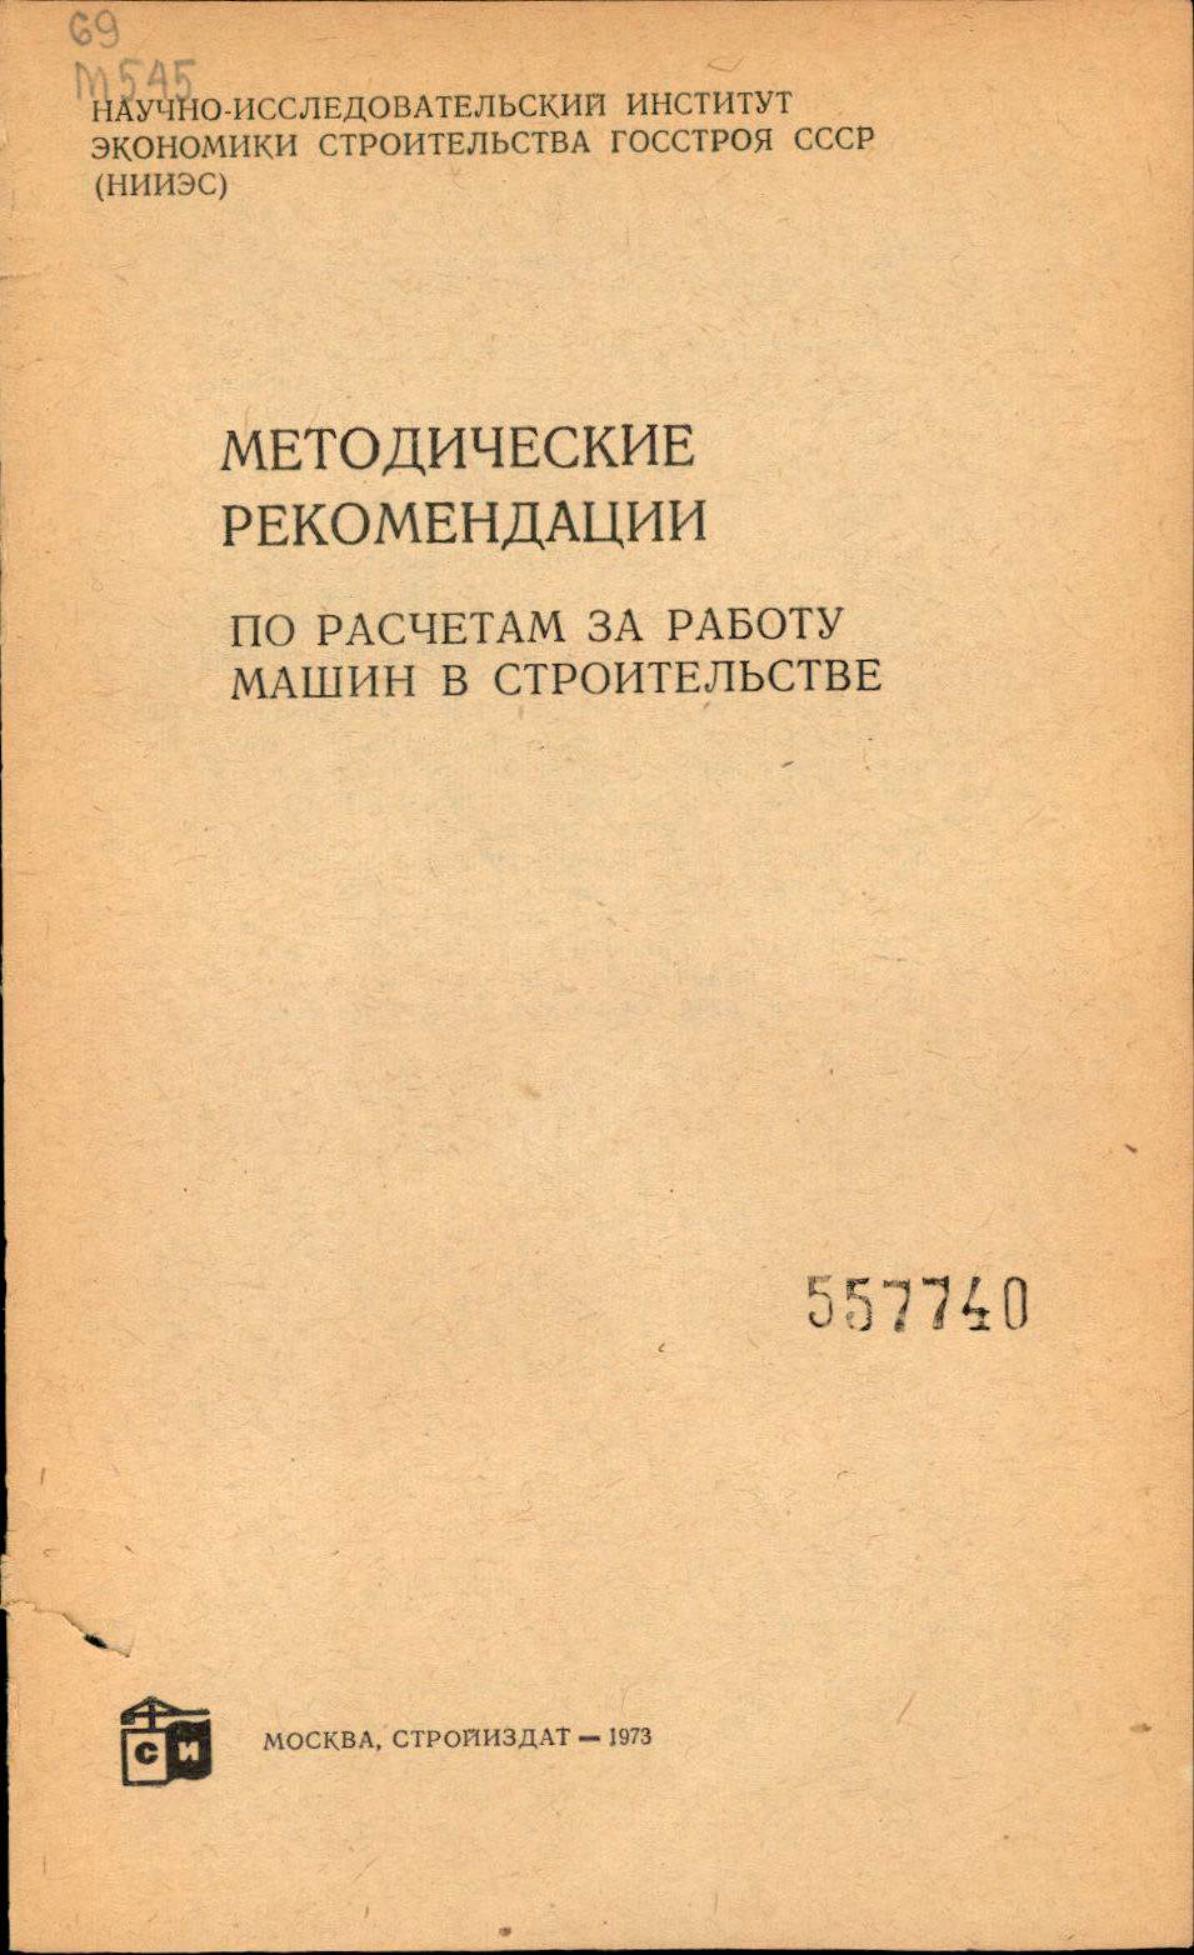 69
М545
НАУЧНО-ИССЛЕДОВАТЕЛЬСКИЙ ИНСТИТУТ
ЭКОНОМИКИ СТРОИТЕЛЬСТВА ГОССТРОЯ СССР
(НИИЭС)
МЕТОДИЧЕСКИЕ
РЕКОМЕНДАЦИИ
ПО РАСЧЕТАМ ЗА РАБОТУ
МАШИН В СТРОИТЕЛЬСТВЕ
557740
СИ
МОСКВА, СТРОЙИЗДАТ — 1973